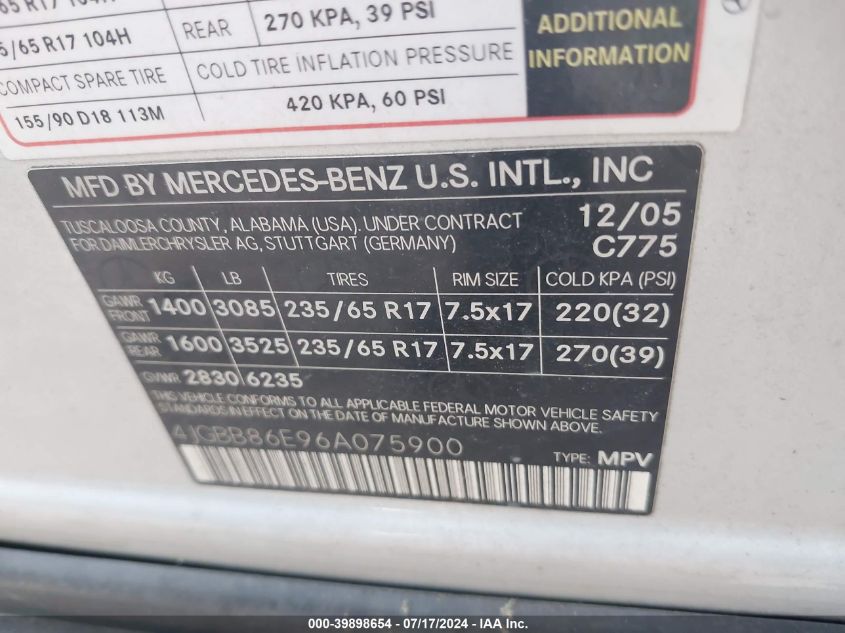 65 R17 104H
5/65 R17 104H REAR 270 KPA, 39 PSI
COMPACT SPARE TIRE COLD TIRE INFLATION PRESSURE
155/90 D18 113M 420 KPA, 60 PSI
ADDITIONAL
INFORMATION
MFD BY MERCEDES-BENZ U.S. INTL., INC
TUSCALOOSA COUNTY, ALABAMA (USA). UNDER CONTRACT 12/05
FOR DAIMLERCHRYSLER AG, STUTTGART (GERMANY) C775
KG LB TIRES RIM SIZE COLD KPA (PSI)
GAWR FRONT 1400 3085 235/65 R17 7.5x17 220(32)
GAWR REAR 1600 3525 235/65 R17 7.5x17 270(39)
GVWR 2830 6235
THIS VEHICLE CONFORMS TO ALL APPLICABLE FEDERAL MOTOR VEHICLE SAFETY
STANDARDS IN EFFECT ON THE DATE OF MANUFACTURE SHOWN ABOVE.
4JGBB86E96A075900
TYPE: MPV
000-39898654 / 07/17/2024 - © IAA, Inc.